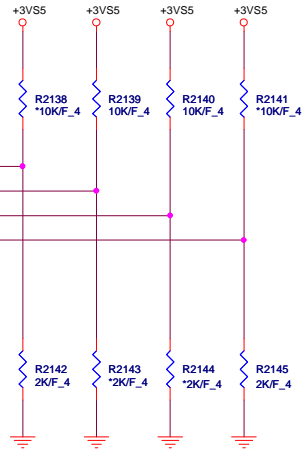 +3VS5 +3VS5 +3VS5 +3VS5
R2138 R2139 R2140 R2141
*10K/F_4 10K/F_4 10K/F_4 *10K/F_4
R2142 R2143 R2144 R2145
2K/F_4 *2K/F_4 *2K/F_4 2K/F_4